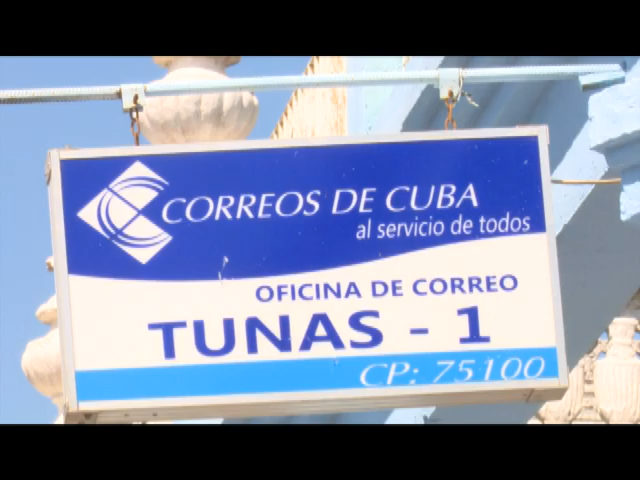 CORREOS DE CUBA
al servicio de todos
OFICINA DE CORREO
TUNAS - 1
CP: 75100